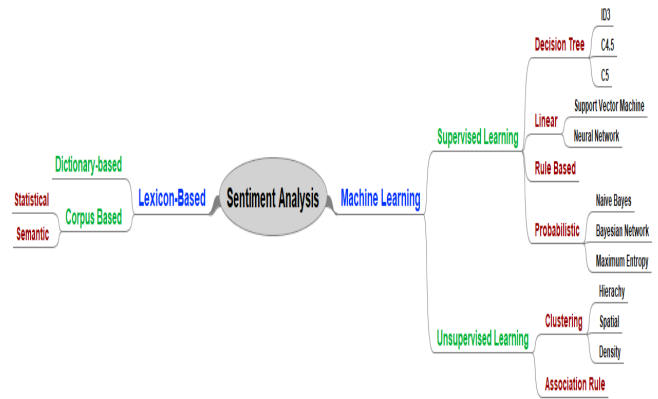 Sentiment Analysis
Lexicon-Based
Dictionary-based
Corpus Based
Statistical
Semantic
Machine Learning
Supervised Learning
Decision Tree
ID3
C4.5
C5
Linear
Support Vector Machine
Neural Network
Rule Based
Probabilistic
Naive Bayes
Bayesian Network
Maximum Entropy
Unsupervised Learning
Clustering
Hierachy
Spatial
Density
Association Rule